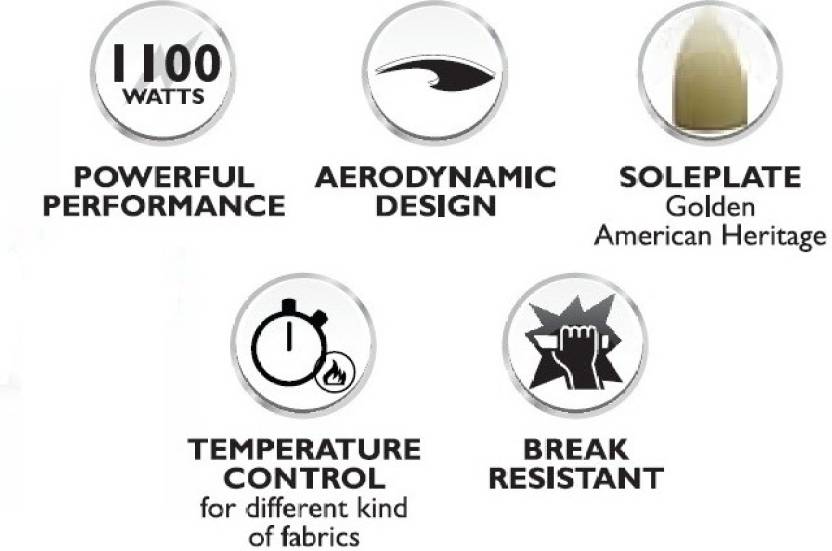 1100
WATTS
POWERFUL
PERFORMANCE
AERODYNAMIC
DESIGN
SOLEPLATE
Golden
American Heritage
TEMPERATURE
CONTROL
for different kind
of fabrics
BREAK
RESISTANT